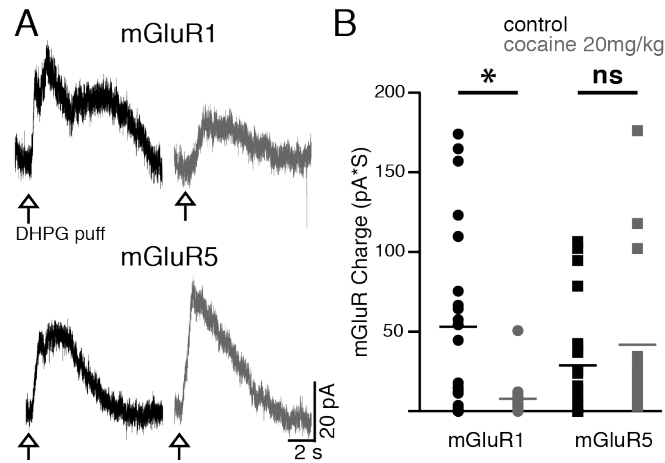 A
mGluR1
DHPG puff
mGluR5
20 pA
2 s
B
control
cocaine 20mg/kg
*
ns
mGluR Charge (pA*S)
200
150
100
50
mGluR1
mGluR5